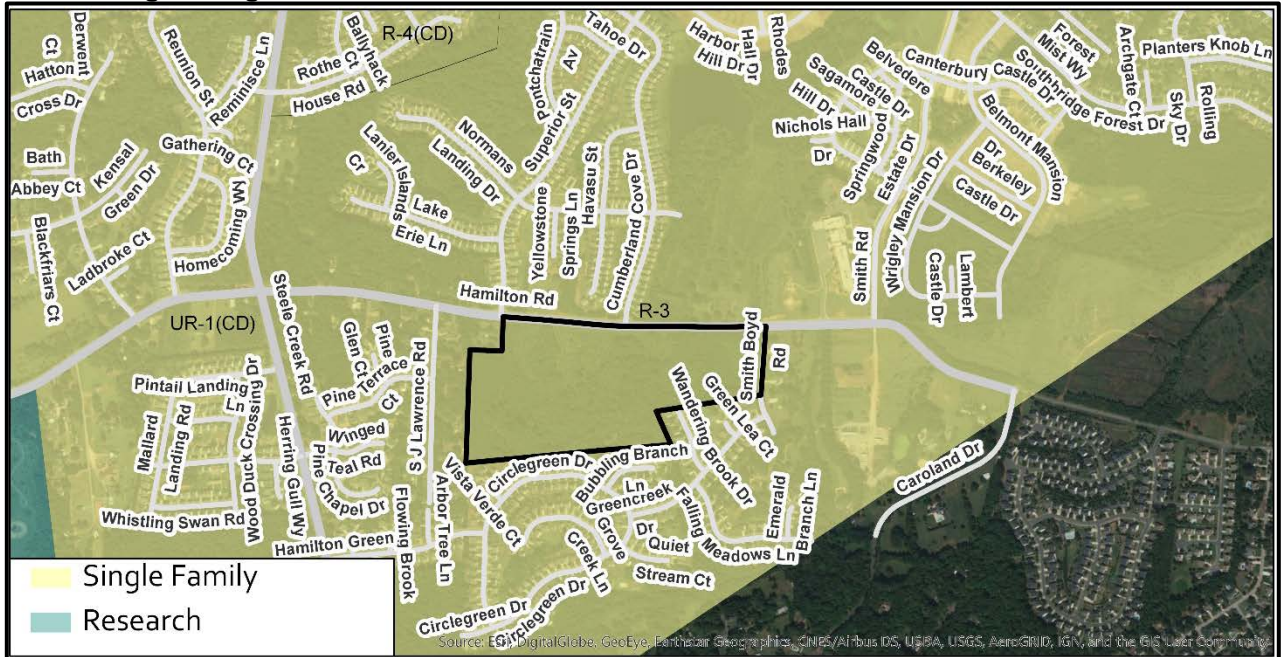 Derwent
Ct
Hatton
Cross Dr
Reunion St
Reminisce Ln
Gathering Ct
Homecoming Wy
Bath
Abbey Ct
Kensal
Green Dr
Blackfriars Ct
Ladbroke Ct
R-4(CD)
Ballyhack
Rothe Ct
House Rd
Pontchatrain
Av
Tahoe Dr
Superior St
Normans
Landing Dr
Lanier Islands
Cr
Lake
Erie Ln
Yellowstone
Springs Ln
Havasu St
Cumberland Cove Dr
Harbor
Hill Dr
Hall Dr
Rhodes
Sagamore
Hill Dr
Castle Dr
Belvedere
Nichols Hall
Dr
Springwood
Estate Dr
Canterbury
Castle Dr
Forest
Mist Wy
Southbridge Forest Dr
Archgate Ct
Planters Knob Ln
Sky Dr
Rolling
Belmont Mansion
Dr
Berkeley
Castle Dr
Wrigley Mansion Dr
Smith Rd
Lambert
Castle Dr
Hamilton Rd
R-3
UR-1(CD)
Steele Creek Rd
Pine
Glen Ct
Pine Terrace
Ct
S J Lawrence Rd
Smith Boyd
Rd
Wandering Brook Dr
Green Lea Ct
Pintail Landing
Ln
Mallard
Landing Rd
Wood Duck Crossing Dr
Whistling Swan Rd
Herring Gull Wy
Winged
Teal Rd
Pine Chapel Dr
Hamilton Green
Flowing Brook
Arbor Tree Ln
Vista Verde Ct
Circlegreen Dr
Bubbling Branch
Ln
Greencreek
Dr
Grove
Creek Ln
Quiet
Stream Ct
Falling
Meadows Ln
Emerald
Branch Ln
Circlegreen Dr
Circlegreen Dr
Caroland Dr
Single Family
Research
Source: Esri, DigitalGlobe, GeoEye, Earthstar Geographics, CNES/Airbus DS, USDA, USGS, AeroGRID, IGN, and the GIS User Community